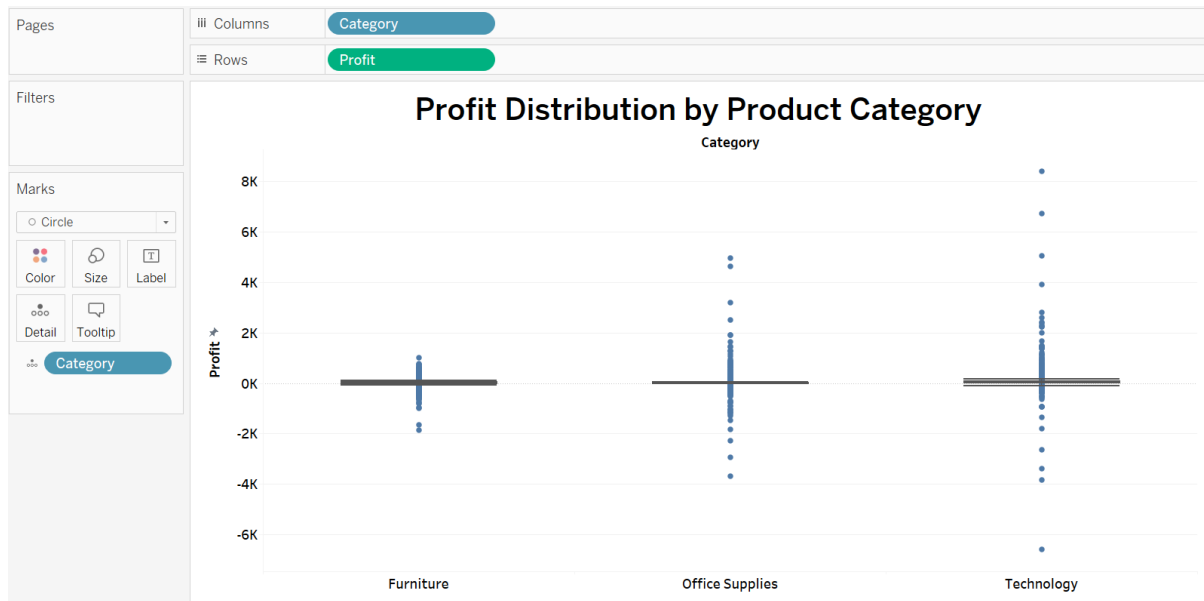 Pages
Columns
Category
Rows
Profit
Filters
Marks
Circle
Color
Size
T
Label
Detail
Tooltip
Category
Profit Distribution by Product Category
Category
8K
6K
4K
2K
0K
-2K
-4K
-6K
Profit
Furniture
Office Supplies
Technology